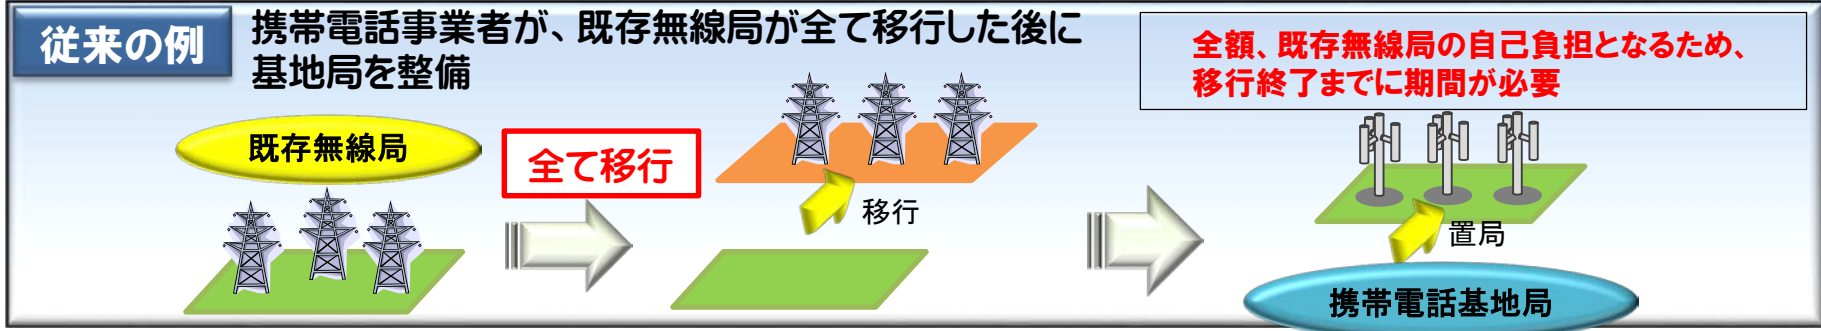 従来の例
携帯電話事業者が、既存無線局が全て移行した後に
基地局を整備
全額、既存無線局の自己負担となるため、
移行終了までに期間が必要
既存無線局
全て移行
移行
置局
携帯電話基地局